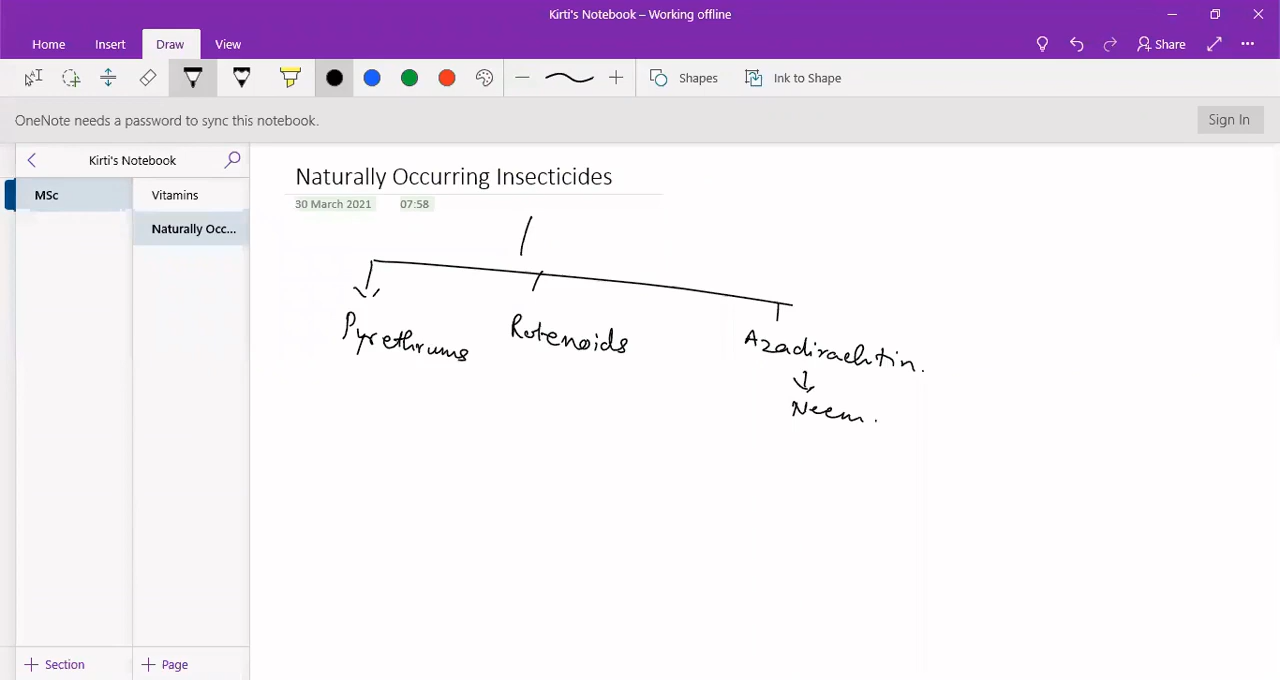 Kirti's Notebook – Working offline
Home Insert Draw View Share
Shapes Ink to Shape
OneNote needs a password to sync this notebook. Sign In
Kirti's Notebook
MSc Vitamins
Naturally Occ...
Naturally Occurring Insecticides
30 March 2021 07:58
Pyrethrums Rotenoids Azadirachtin.
Neem.
+ Section + Page